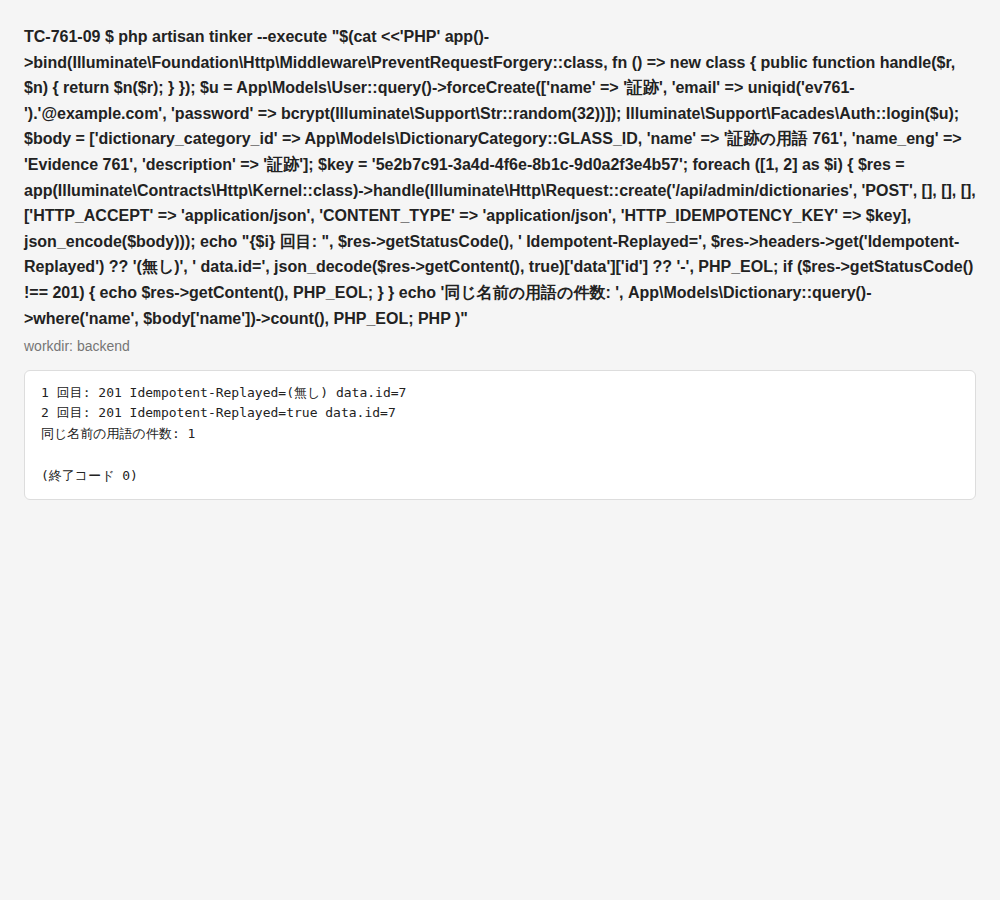 TC-761-09 $ php artisan tinker --execute "$(cat <<'PHP' app()-
>bind(Illuminate\Foundation\Http\Middleware\PreventRequestForgery::class, fn () => new class { public function handle($r,
$n) { return $n($r); } }); $u = App\Models\User::query()->forceCreate(['name' => '証跡', 'email' => uniqid('ev761-
').'@example.com', 'password' => bcrypt(Illuminate\Support\Str::random(32))]); Illuminate\Support\Facades\Auth::login($u);
$body = ['dictionary_category_id' => App\Models\DictionaryCategory::GLASS_ID, 'name' => '証跡の用語 761', 'name_eng' =>
'Evidence 761', 'description' => '証跡']; $key = '5e2b7c91-3a4d-4f6e-8b1c-9d0a2f3e4b57'; foreach ([1, 2] as $i) { $res =
app(Illuminate\Contracts\Http\Kernel::class)->handle(Illuminate\Http\Request::create('/api/admin/dictionaries', 'POST', [], [], [],
['HTTP_ACCEPT' => 'application/json', 'CONTENT_TYPE' => 'application/json', 'HTTP_IDEMPOTENCY_KEY' => $key],
json_encode($body))); echo "{$i} 回目: ", $res->getStatusCode(), ' Idempotent-Replayed=', $res->headers->get('Idempotent-
Replayed') ?? '(無し)', ' data.id=', json_decode($res->getContent(), true)['data']['id'] ?? '-', PHP_EOL; if ($res->getStatusCode()
!== 201) { echo $res->getContent(), PHP_EOL; } } echo '同じ名前の用語の件数: ', App\Models\Dictionary::query()-
>where('name', $body['name'])->count(), PHP_EOL; PHP )"
workdir: backend
1 回目: 201 Idempotent-Replayed=(無し) data.id=7
2 回目: 201 Idempotent-Replayed=true data.id=7
同じ名前の用語の件数: 1
(終了コード 0)